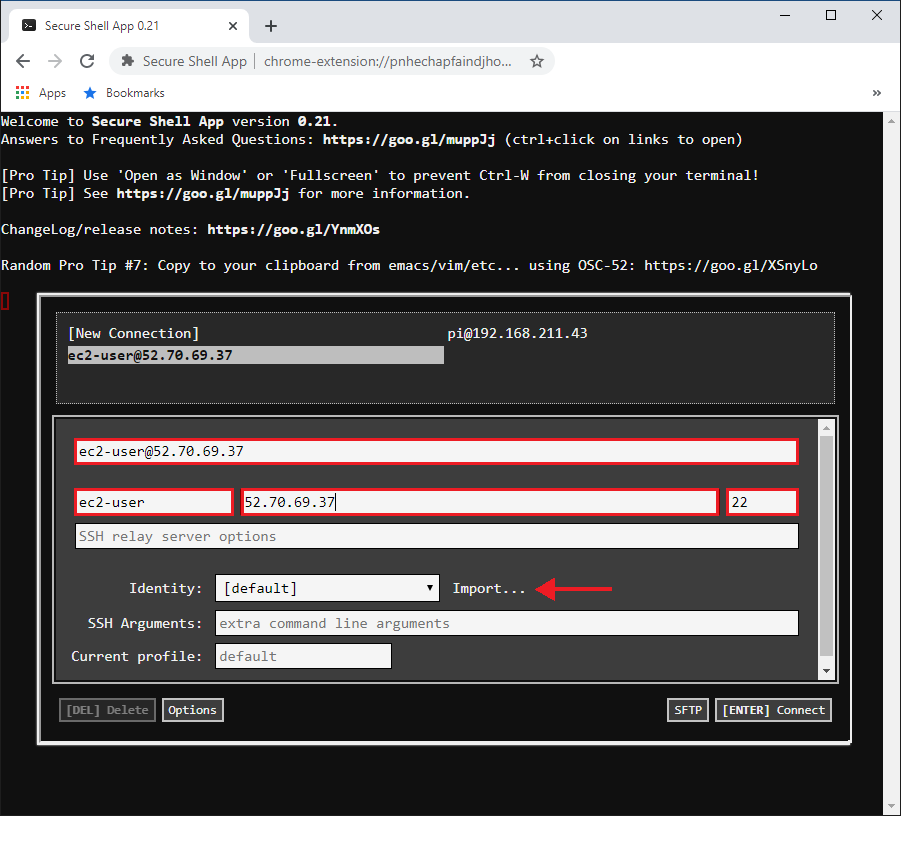 Secure Shell App 0.21
Secure Shell App | chrome-extension://pnhechapfaindjho...
Apps Bookmarks »
Welcome to Secure Shell App version 0.21.
Answers to Frequently Asked Questions: https://goo.gl/muppJj (ctrl+click on links to open)
[Pro Tip] Use 'Open as Window' or 'Fullscreen' to prevent Ctrl-W from closing your terminal!
[Pro Tip] See https://goo.gl/muppJj for more information.
ChangeLog/release notes: https://goo.gl/YnmXOs
Random Pro Tip #7: Copy to your clipboard from emacs/vim/etc... using OSC-52: https://goo.gl/XSnyLo
[New Connection] pi@192.168.211.43
ec2-user@52.70.69.37
ec2-user@52.70.69.37
ec2-user 52.70.69.37 22
SSH relay server options
Identity: [default] Import...
SSH Arguments: extra command line arguments
Current profile: default
[DEL] Delete Options SFTP [ENTER] Connect